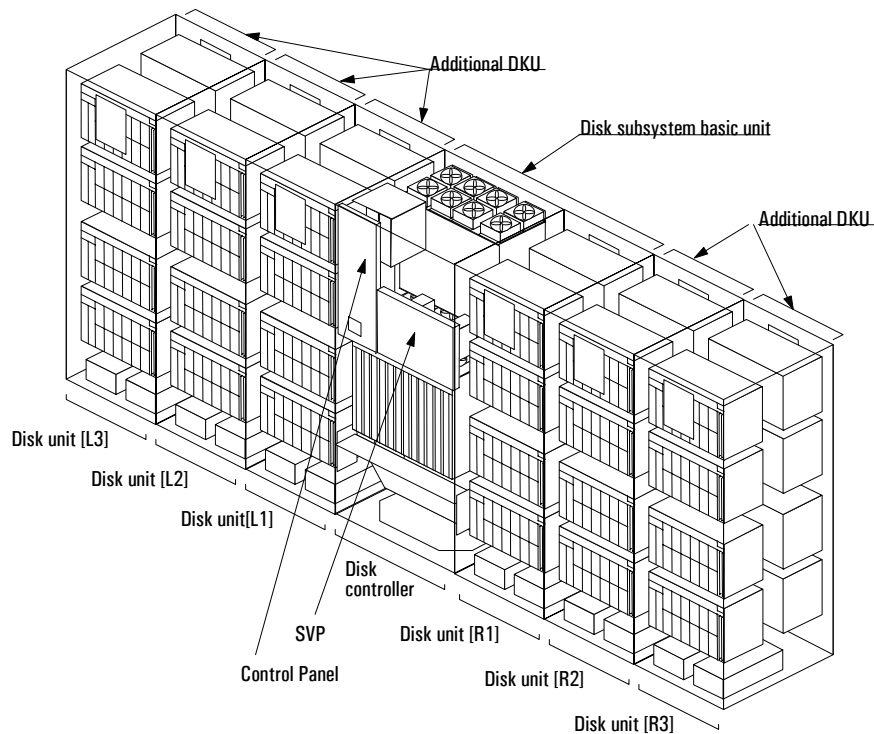 Additional DKU
Disk subsystem basic unit
Additional DKU
Disk unit [L3]
Disk unit [L2]
Disk unit[L1]
Disk
controller
SVP
Disk unit [R1]
Control Panel
Disk unit [R2]
Disk unit [R3]